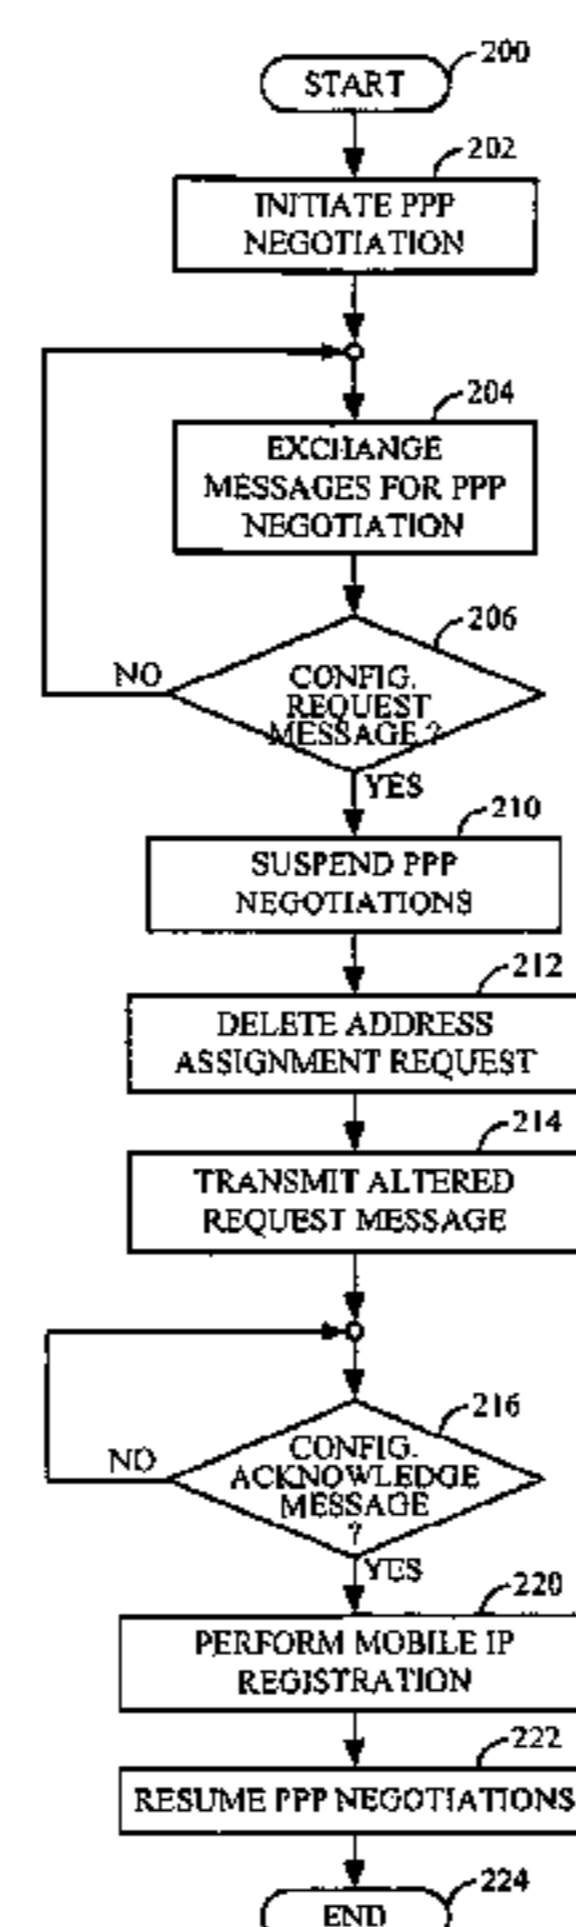 200
START
202
INITIATE PPP
NEGOTIATION
204
EXCHANGE
MESSAGES FOR PPP
NEGOTIATION
206
CONFIG.
REQUEST
MESSAGE ?
NO
YES
210
SUSPEND PPP
NEGOTIATIONS
212
DELETE ADDRESS
ASSIGNMENT REQUEST
214
TRANSMIT ALTERED
REQUEST MESSAGE
216
CONFIG.
ACKNOWLEDGE
MESSAGE
?
NO
YES
220
PERFORM MOBILE IP
REGISTRATION
222
RESUME PPP NEGOTIATIONS
224
END